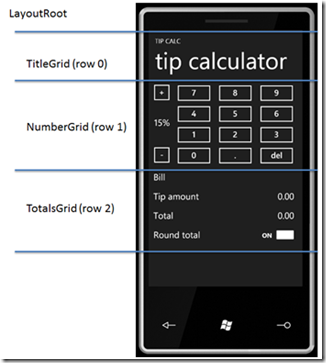 LayoutRoot
TitleGrid (row 0)
NumberGrid (row 1)
TotalsGrid (row 2)
TIP CALC
tip calculator
+ 7 8 9
4 5 6
15%
1 2 3
- 0 . del
Bill
Tip amount 0.00
Total 0.00
Round total ON